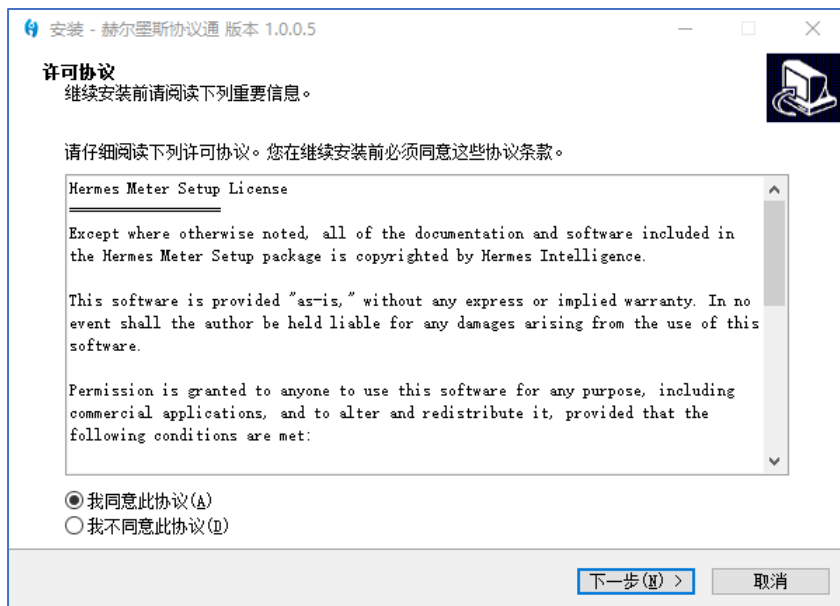 安装 - 赫尔墨斯协议通 版本 1.0.0.5
许可协议
继续安装前请阅读下列重要信息。
请仔细阅读下列许可协议。您在继续安装前必须同意这些协议条款。
Hermes Meter Setup License
==================
Except where otherwise noted, all of the documentation and software included in
the Hermes Meter Setup package is copyrighted by Hermes Intelligence.
This software is provided "as-is," without any express or implied warranty. In no
event shall the author be held liable for any damages arising from the use of this
software.
Permission is granted to anyone to use this software for any purpose, including
commercial applications, and to alter and redistribute it, provided that the
following conditions are met:
我同意此协议(A)
我不同意此协议(D)
下一步(N) >
取消